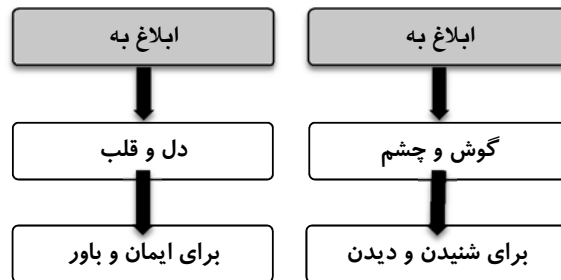 ابلاغ به
گوش و چشم
برای شنیدن و دیدن
ابلاغ به
دل و قلب
برای ایمان و باور